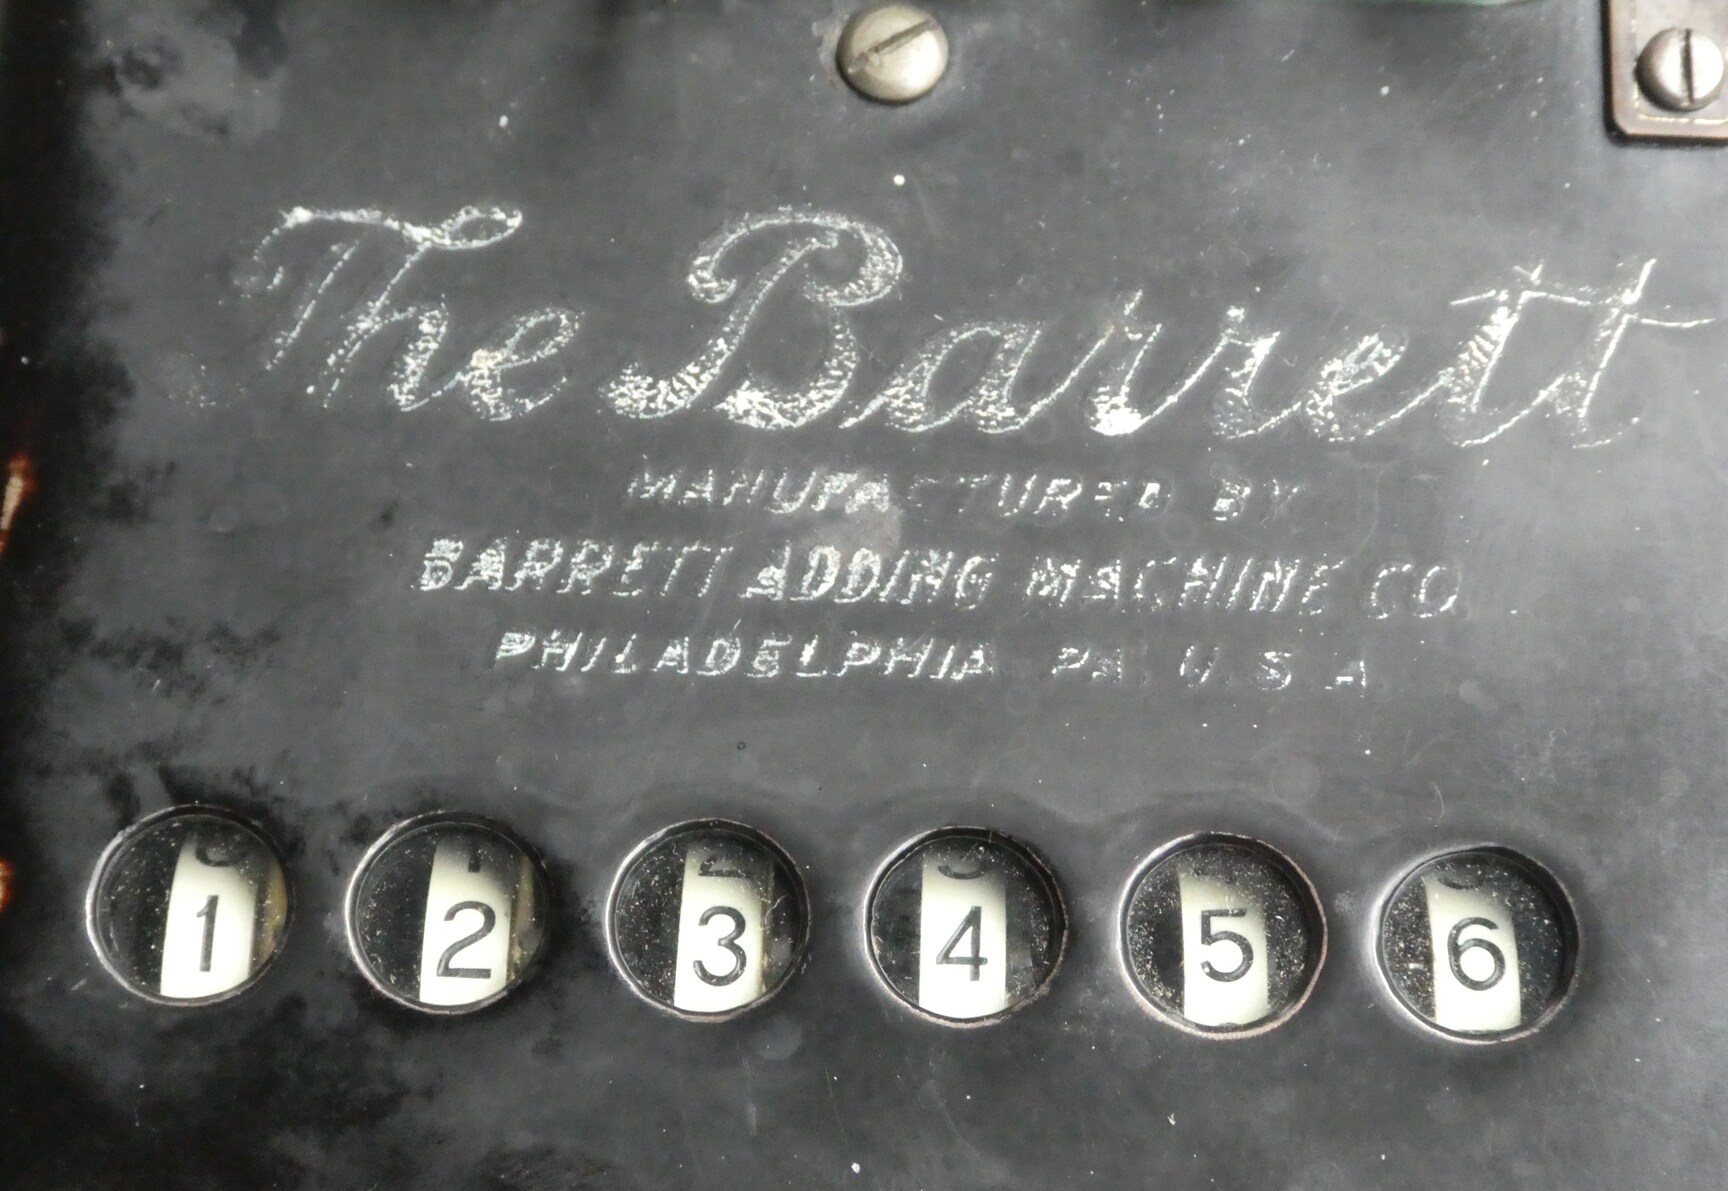 The Barrett
MANUFACTURED BY
BARRETT ADDING MACHINE CO.
PHILADELPHIA PA. U.S.A.
1 2 3 4 5 6